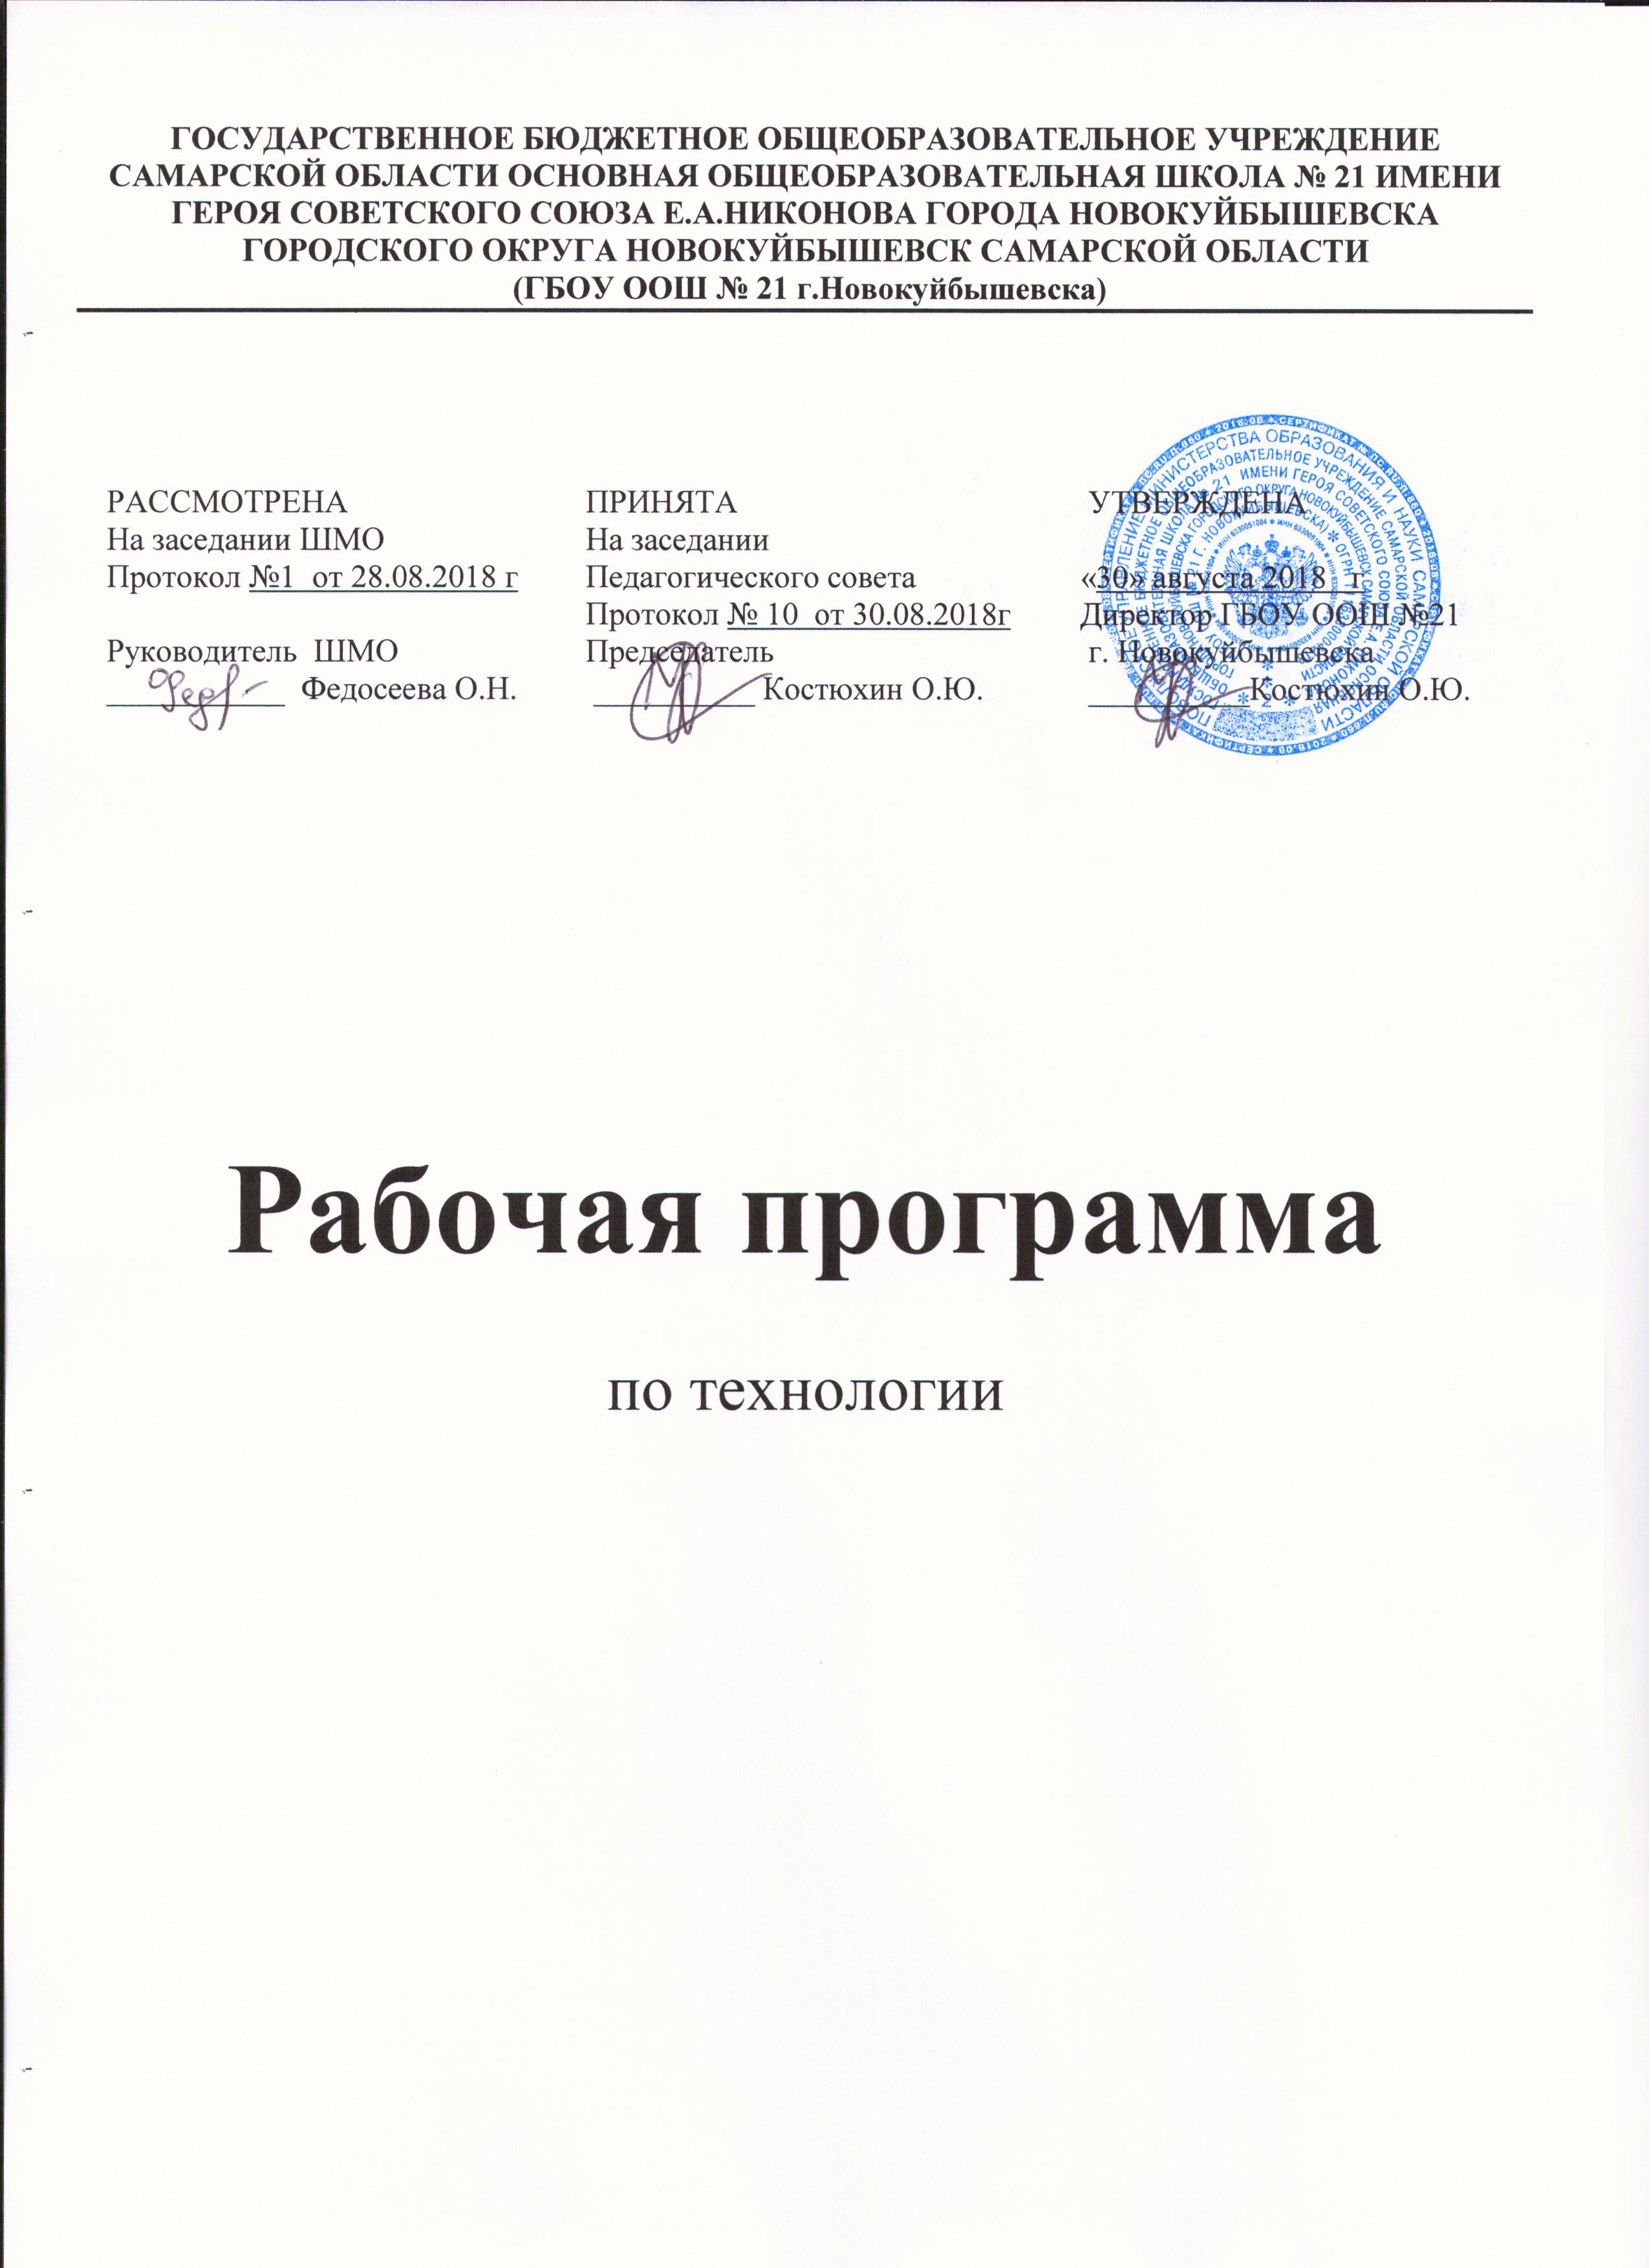 ГОСУДАРСТВЕННОЕ БЮДЖЕТНОЕ ОБЩЕОБРАЗОВАТЕЛЬНОЕ УЧРЕЖДЕНИЕ
САМАРСКОЙ ОБЛАСТИ ОСНОВНАЯ ОБЩЕОБРАЗОВАТЕЛЬНАЯ ШКОЛА № 21 ИМЕНИ
ГЕРОЯ СОВЕТСКОГО СОЮЗА Е.А.НИКОНОВА ГОРОДА НОВОКУЙБЫШЕВСКА
ГОРОДСКОГО ОКРУГА НОВОКУЙБЫШЕВСК САМАРСКОЙ ОБЛАСТИ
(ГБОУ ООШ № 21 г.Новокуйбышевска)
РАССМОТРЕНА
На заседании ШМО
Протокол №1 от 28.08.2018 г
Руководитель ШМО
Федосеева О.Н.
ПРИНЯТА
На заседании
Педагогического совета
Протокол № 10 от 30.08.2018г
Председатель
Костюхин О.Ю.
УТВЕРЖДЕНА
«30» августа 2018 г
Директор ГБОУ ООШ №21
г. Новокуйбышевска
Костюхин О.Ю.
Рабочая программа
по технологии